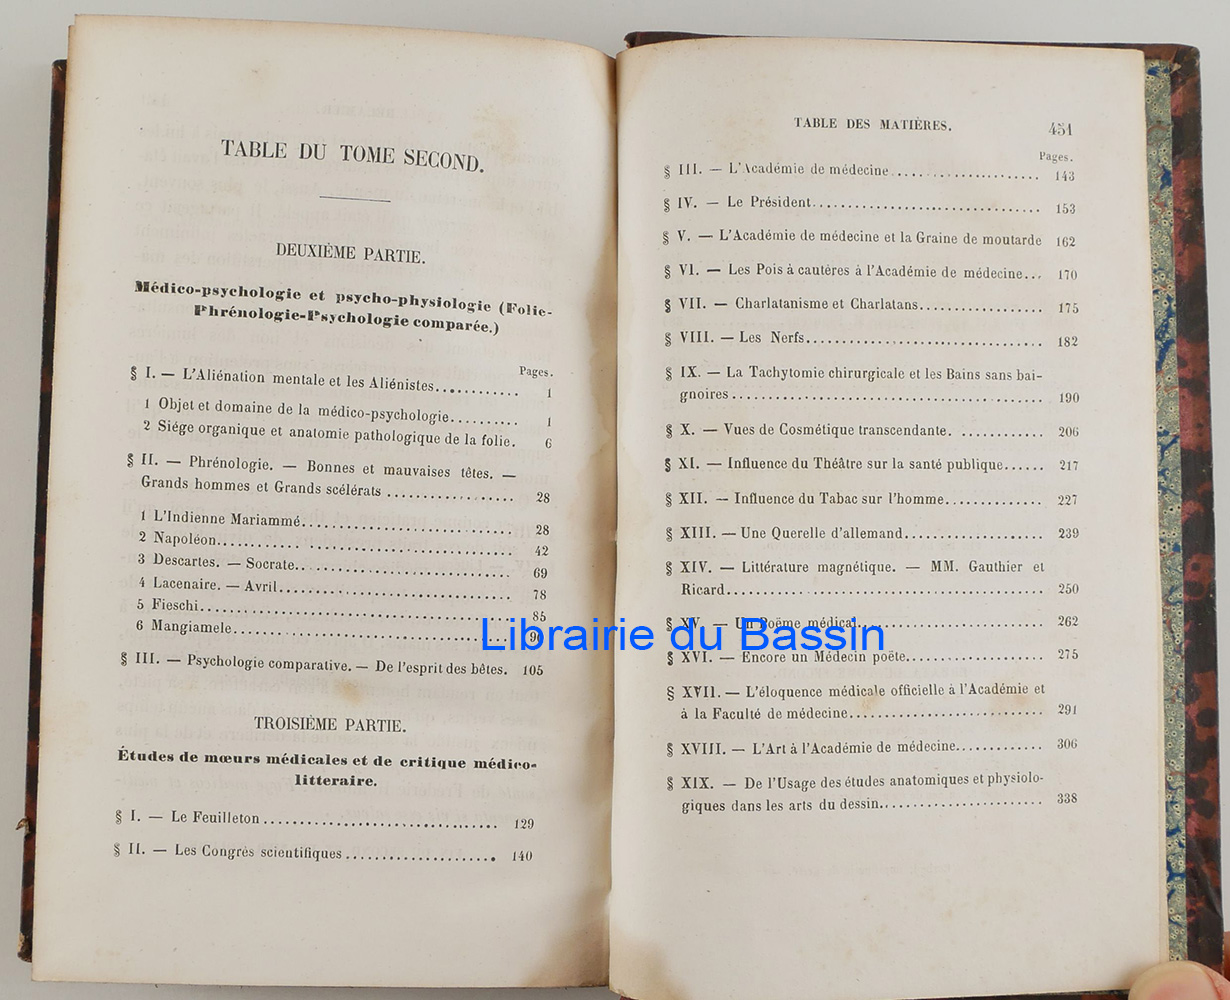 TABLE DU TOME SECOND.
DEUXIÈME PARTIE.
Médico-psychologie et psycho-physiologie (Folie-
Phrénologie-Psychologie comparée.)
Pages.
§ I. — L'Aliénation mentale et les Aliénistes............ 1
1 Objet et domaine de la médico-psychologie.......... 1
2 Siége organique et anatomie pathologique de la folie. 6
§ II. — Phrénologie. — Bonnes et mauvaises têtes. —
Grands hommes et Grands scélérats .................. 28
1 L'Indienne Mariammé.............................. 28
2 Napoléon.......... ............................ 42
3 Descartes. — Socrate.............................. 69
4 Lacenaire. — Avril................................ 78
5 Fieschi.......................................... 85
6 Mangiamele...................................... 90
§ III. — Psychologie comparative. — De l'esprit des bêtes. 105
TROISIÈME PARTIE.
Études de mœurs médicales et de critique médico-
litteraire.
§ I. — Le Feuilleton ................................ 129
§ II. — Les Congrès scientifiques .................... 140
TABLE DES MATIÈRES. 451
Pages.
§ III. — L'Académie de médecine.................... 143
§ IV. — Le Président................................ 153
§ V. — L'Académie de médecine et la Graine de moutarde 162
§ VI. — Les Pois à cautères à l'Académie de médecine... 170
§ VII. — Charlatanisme et Charlatans................ 175
§ VIII. — Les Nerfs................................ 182
§ IX. — La Tachytomie chirurgicale et les Bains sans bai-
gnoires.......................................... 190
§ X. — Vues de Cosmétique transcendante. ............ 206
§ XI. — Influence du Théâtre sur la santé publique...... 217
§ XII. — Influence du Tabac sur l'homme.............. 227
§ XIII. — Une Querelle d'allemand.................... 239
§ XIV. — Littérature magnétique. — MM. Gauthier et
Ricard.......................................... 250
§ XV. — Un Poëme médical.......................... 262
Librairie du Bassin
§ XVI. — Encore un Médecin poëte.................. 275
§ XVII. — L'éloquence médicale officielle à l'Académie et
à la Faculté de médecine.......................... 291
§ XVIII. — L'Art à l'Académie de médecine............ 306
§ XIX. — De l'Usage des études anatomiques et physiolo-
giques dans les arts du dessin...................... 338